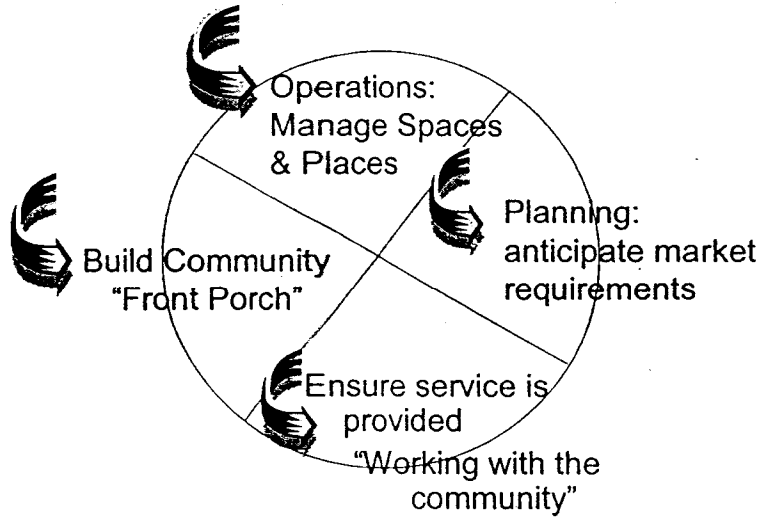 Operations:
Manage Spaces
& Places
Planning:
anticipate market
requirements
Build Community
“Front Porch”
Ensure service is
provided
“Working with the
community”